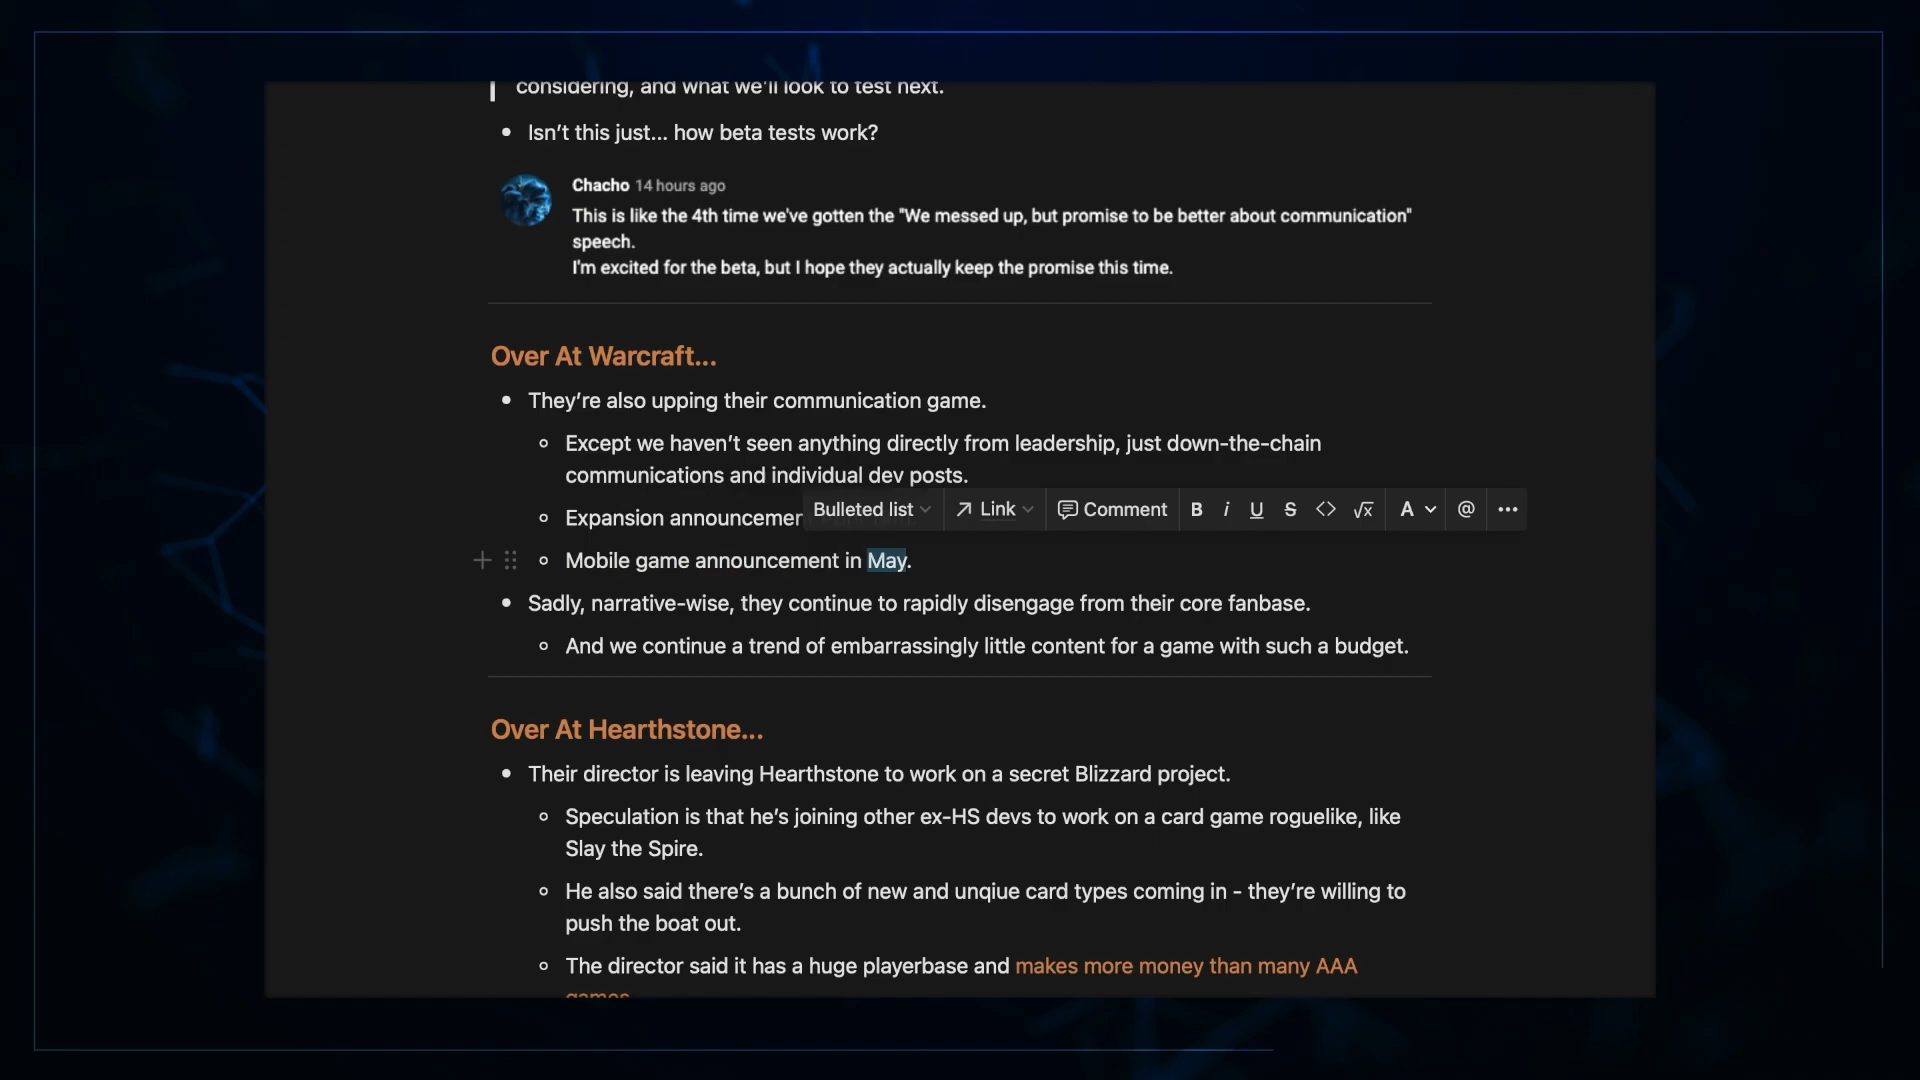 considering, and what we'll look to test next.
Isn’t this just... how beta tests work?
Chacho 14 hours ago
This is like the 4th time we've gotten the "We messed up, but promise to be better about communication"
speech.
I'm excited for the beta, but I hope they actually keep the promise this time.
Over At Warcraft...
They’re also upping their communication game.
Except we haven’t seen anything directly from leadership, just down-the-chain
communications and individual dev posts.
Bulleted list Link Comment B i U S <> √x A @ •••
Expansion announcemen
Mobile game announcement in May.
Sadly, narrative-wise, they continue to rapidly disengage from their core fanbase.
And we continue a trend of embarrassingly little content for a game with such a budget.
Over At Hearthstone...
Their director is leaving Hearthstone to work on a secret Blizzard project.
Speculation is that he’s joining other ex-HS devs to work on a card game roguelike, like
Slay the Spire.
He also said there’s a bunch of new and unqiue card types coming in - they’re willing to
push the boat out.
The director said it has a huge playerbase and makes more money than many AAA
games